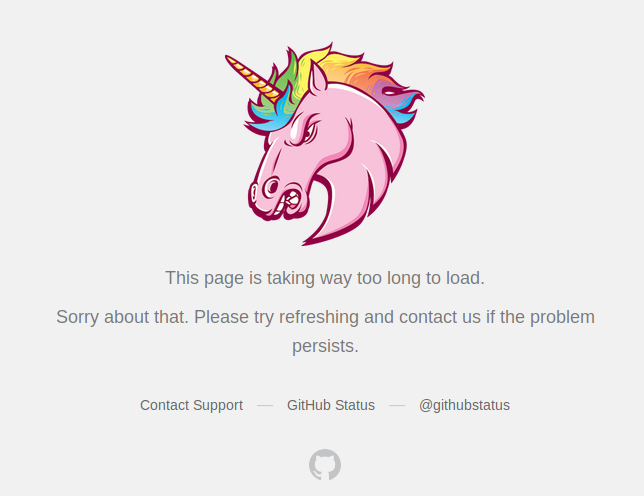 This page is taking way too long to load.
Sorry about that. Please try refreshing and contact us if the problem
persists.
Contact Support — GitHub Status — @githubstatus